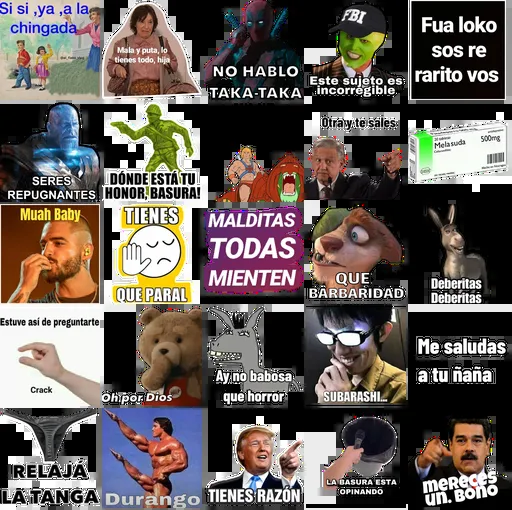 Si si ,ya ,a la
chingada
Mala y puta, lo
tienes todo, hija
NO HABLO
TAKA-TAKA
FBI
Este sujeto es
incorregible
Fua loko
sos re
rarito vos
SERES
REPUGNANTES
DÓNDE ESTÁ TU
HONOR, BASURA!
Otra y te sales
Melasuda
500mg
Muah Baby
TIENES
QUE PARAL
MALDITAS
TODAS
MIENTEN
QUE
BARBARIDAD
Deberitas
Deberitas
Estuve así de preguntarte
Crack
Oh por Dios
Ay no babosa
que horror
SUBARASHI...
Me saludas
a tu ñaña
RELAJA
LA TANGA
Durango
TIENES RAZÓN
LA BASURA ESTA
OPINANDO
MERECES
UN BONO